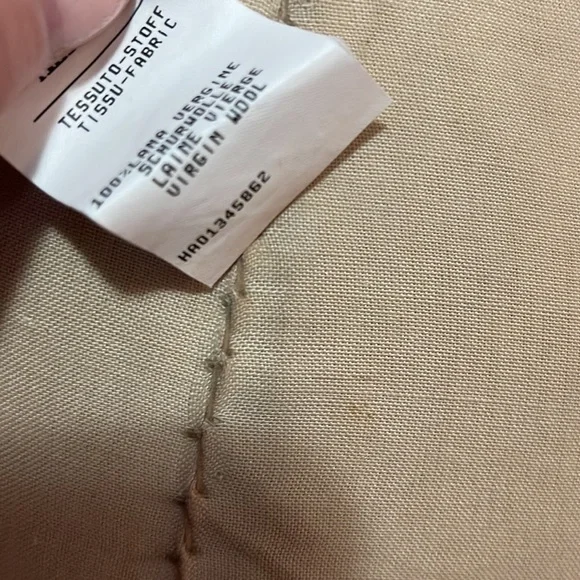 TESSUTO-STOFF
TISSU-FABRIC
100%LANA VERGINE
SCHURWOLLE
LAINE VIERGE
VIRGIN WOOL
HA01345862